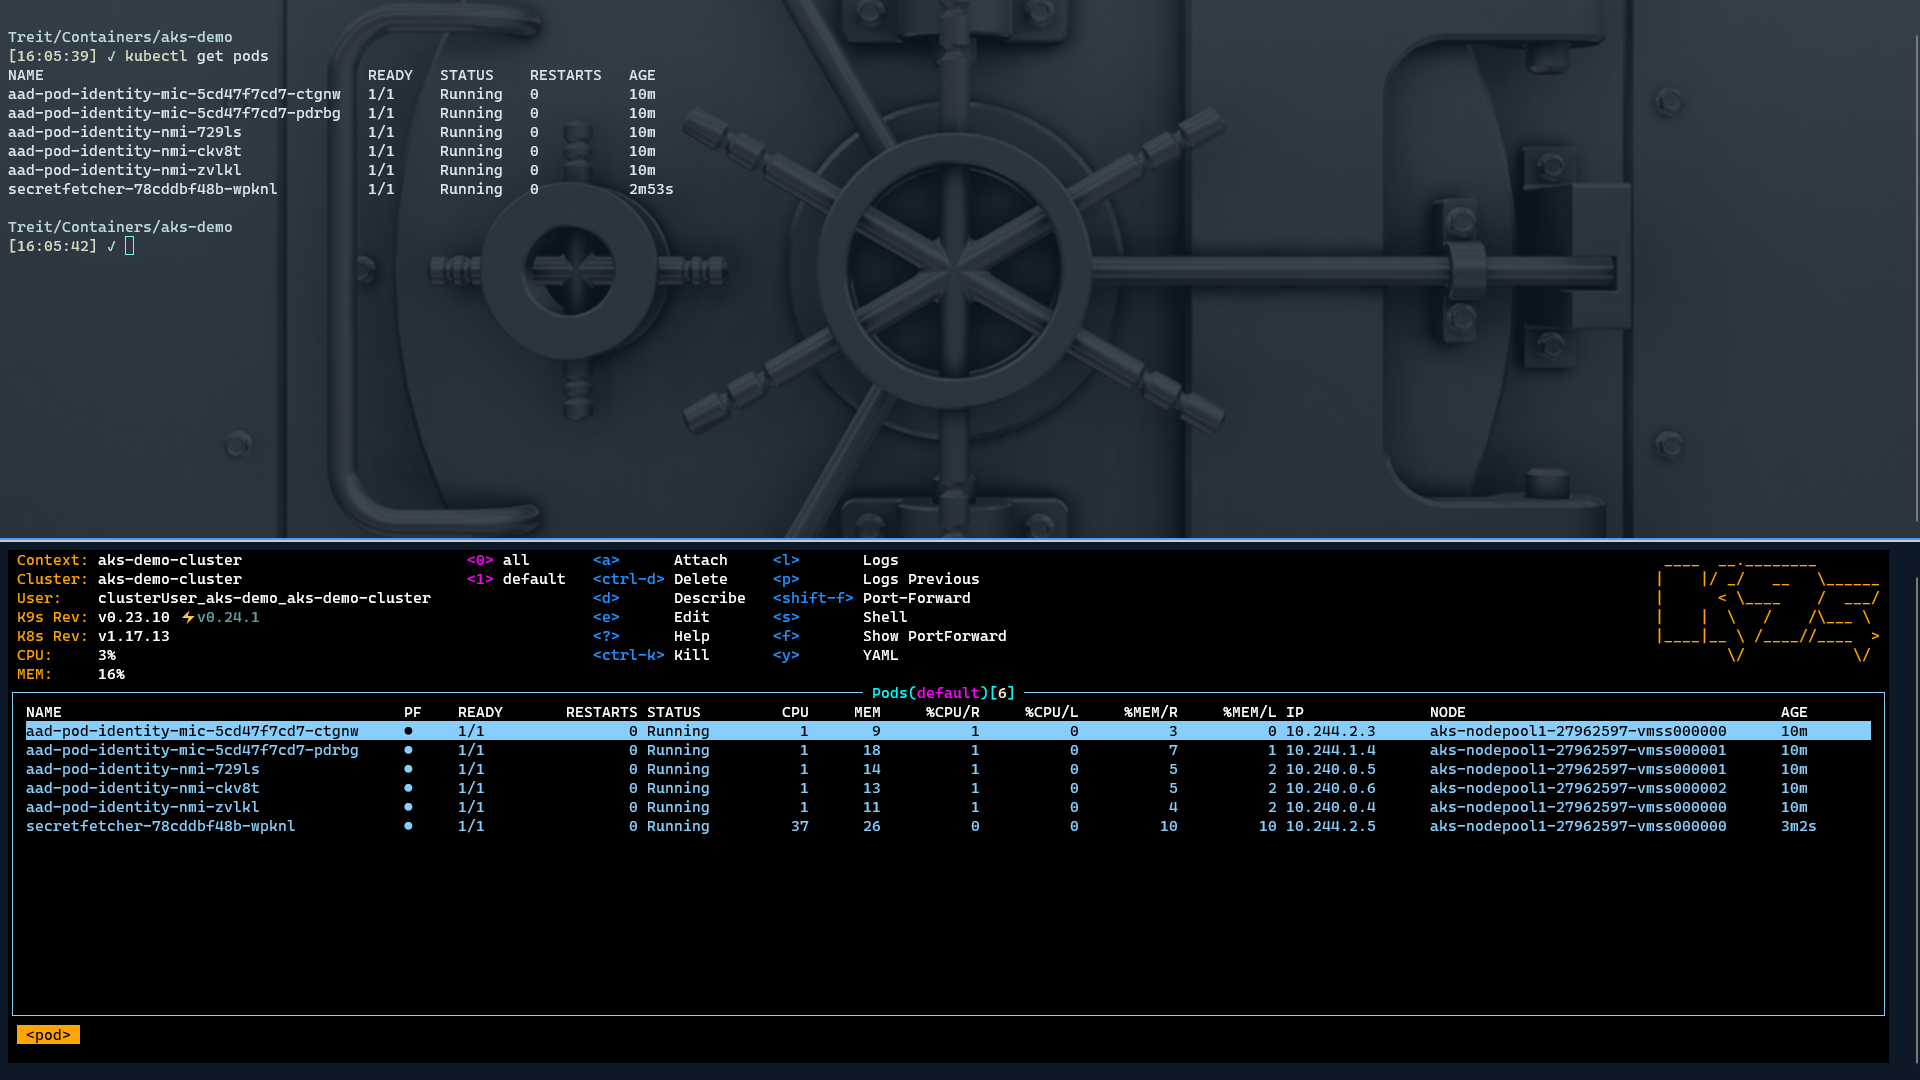 Treit/Containers/aks-demo
[16:05:39] ✓ kubectl get pods
NAME READY STATUS RESTARTS AGE
aad-pod-identity-mic-5cd47f7cd7-ctgnw 1/1 Running 0 10m
aad-pod-identity-mic-5cd47f7cd7-pdrbg 1/1 Running 0 10m
aad-pod-identity-nmi-729ls 1/1 Running 0 10m
aad-pod-identity-nmi-ckv8t 1/1 Running 0 10m
aad-pod-identity-nmi-zvlkl 1/1 Running 0 10m
secretfetcher-78cddbf48b-wpknl 1/1 Running 0 2m53s
Treit/Containers/aks-demo
[16:05:42] ✓
Context: aks-demo-cluster <0> all <a> Attach <l> Logs
Cluster: aks-demo-cluster <1> default <ctrl-d> Delete <p> Logs Previous
User: clusterUser_aks-demo_aks-demo-cluster <d> Describe <shift-f> Port-Forward
K9s Rev: v0.23.10 ⚡v0.24.1 <e> Edit <s> Shell
K8s Rev: v1.17.13 <?> Help <f> Show PortForward
CPU: 3% <ctrl-k> Kill <y> YAML
MEM: 16%
Pods(default)[6]
NAME PF READY RESTARTS STATUS CPU MEM %CPU/R %CPU/L %MEM/R %MEM/L IP NODE AGE
aad-pod-identity-mic-5cd47f7cd7-ctgnw ● 1/1 0 Running 1 9 1 0 3 0 10.244.2.3 aks-nodepool1-27962597-vmss000000 10m
aad-pod-identity-mic-5cd47f7cd7-pdrbg ● 1/1 0 Running 1 18 1 0 7 1 10.244.1.4 aks-nodepool1-27962597-vmss000001 10m
aad-pod-identity-nmi-729ls ● 1/1 0 Running 1 14 1 0 5 2 10.240.0.5 aks-nodepool1-27962597-vmss000001 10m
aad-pod-identity-nmi-ckv8t ● 1/1 0 Running 1 13 1 0 5 2 10.240.0.6 aks-nodepool1-27962597-vmss000002 10m
aad-pod-identity-nmi-zvlkl ● 1/1 0 Running 1 11 1 0 4 2 10.240.0.4 aks-nodepool1-27962597-vmss000000 10m
secretfetcher-78cddbf48b-wpknl ● 1/1 0 Running 37 26 0 0 10 10 10.244.2.5 aks-nodepool1-27962597-vmss000000 3m2s
<pod>